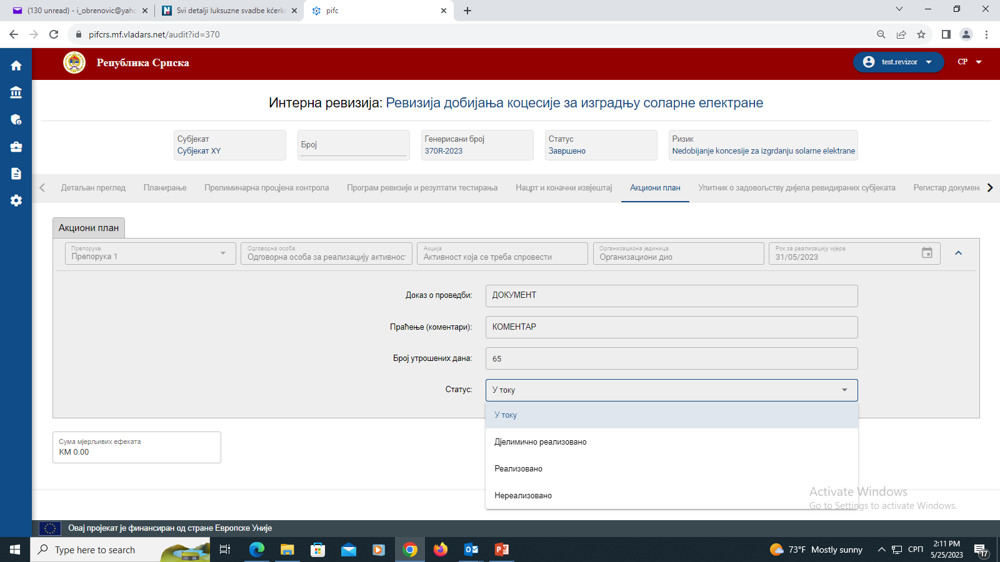 (130 unread) - i_obrenovic@yaho
Svi detalji luksuzne svadbe kćerke
pifc
pifcrs.mf.vladars.net/audit?id=370
Република Српска
test.revizor
СР
Интерна ревизија: Ревизија добијања коцесије за изградњу соларне електране
Субјекат
Субјекат XY
Број
Генерисани број
370R-2023
Статус
Завршено
Ризик
Nedobijanje koncesije za izgrdanju solarne elektrane
Детаљан преглед
Планирање
Прелиминарна процјена контрола
Програм ревизије и резултати тестирања
Нацрт и коначни извјештај
Акциони план
Упитник о задовољству дијела ревидираних субјеката
Регистар докумена
Акциони план
Препоруке
Препорука 1
Одговорна особа
Одговорна особа за реализацију активност
Акција
Активност која се треба спровести
Организациона јединица
Организациони дио
Рок за реализацију мјере
31/05/2023
Доказ о проведби:
ДОКУМЕНТ
Праћење (коментари):
КОМЕНТАР
Број утрошених дана:
65
Статус:
У току
У току
Дјелимично реализовано
Реализовано
Нереализовано
Сума мјерљивих ефеката
KM 0.00
Activate Windows
Go to Settings to activate Windows.
Овај пројекат је финансиран од стране Европске Уније
Type here to search
73°F Mostly sunny
СРП
2:11 PM
5/25/2023
17